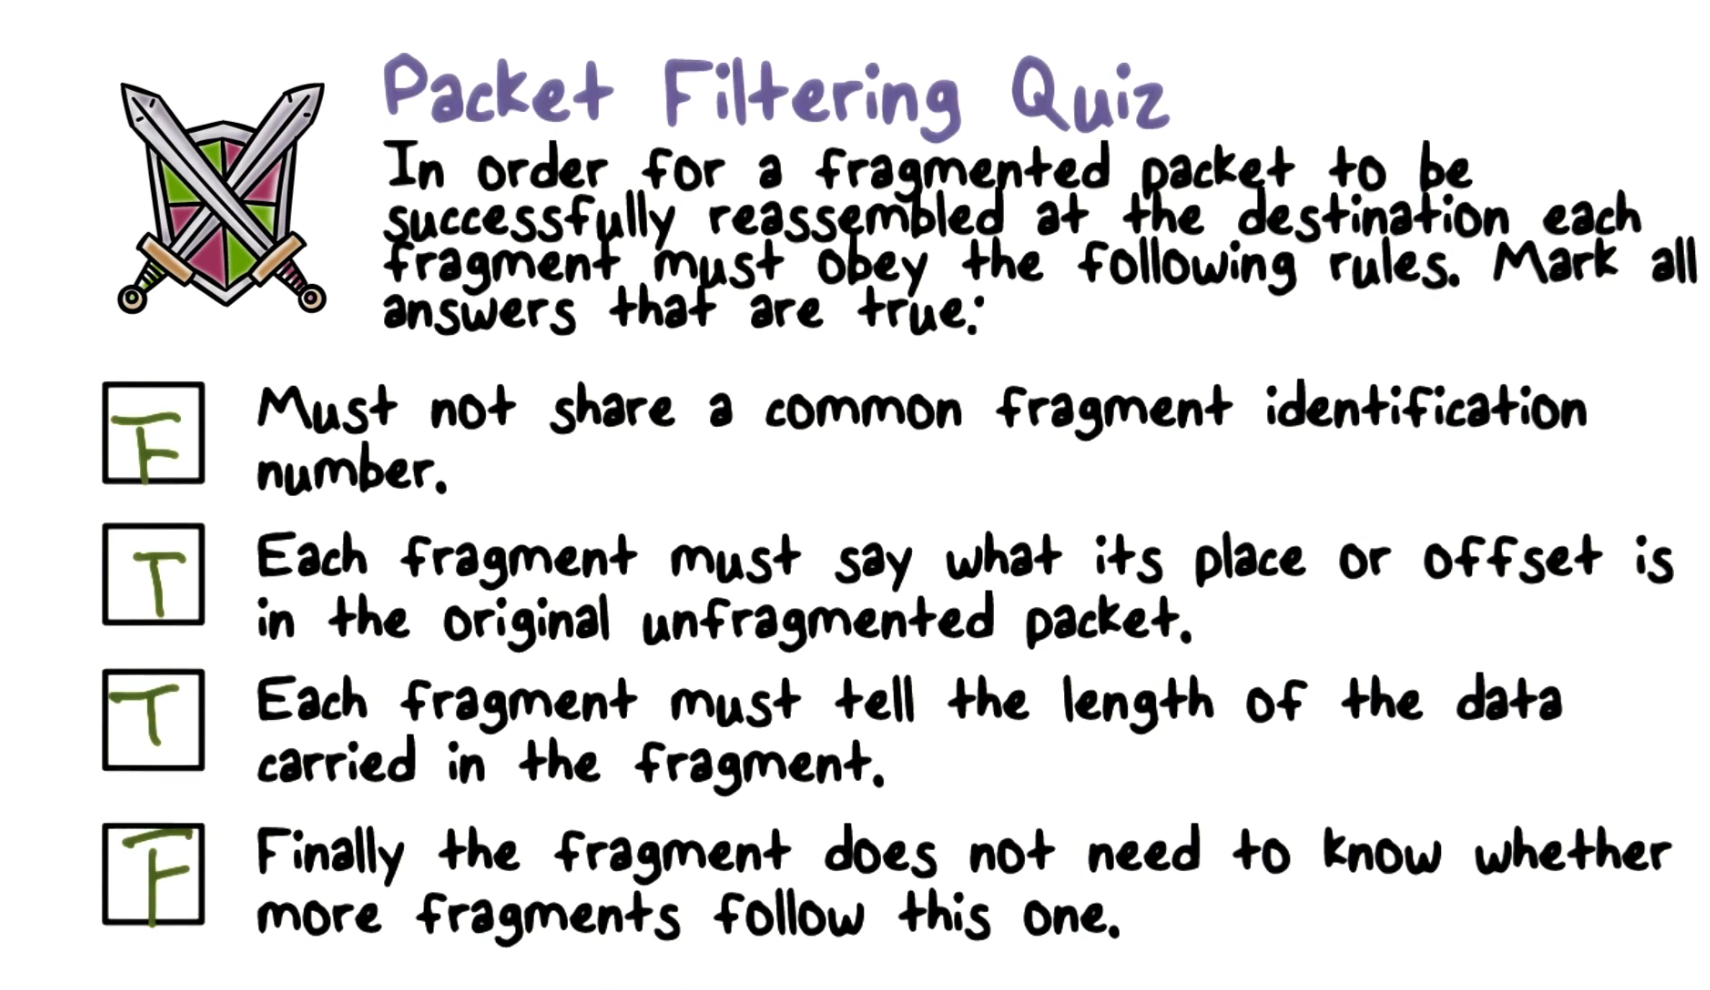 Packet Filtering Quiz
In order for a fragmented packet to be
successfully reassembled at the destination each
fragment must obey the following rules. Mark all
answers that are true:
F
Must not share a common fragment identification
number.
T
Each fragment must say what its place or offset is
in the original unfragmented packet.
T
Each fragment must tell the length of the data
carried in the fragment.
F
Finally the fragment does not need to know whether
more fragments follow this one.